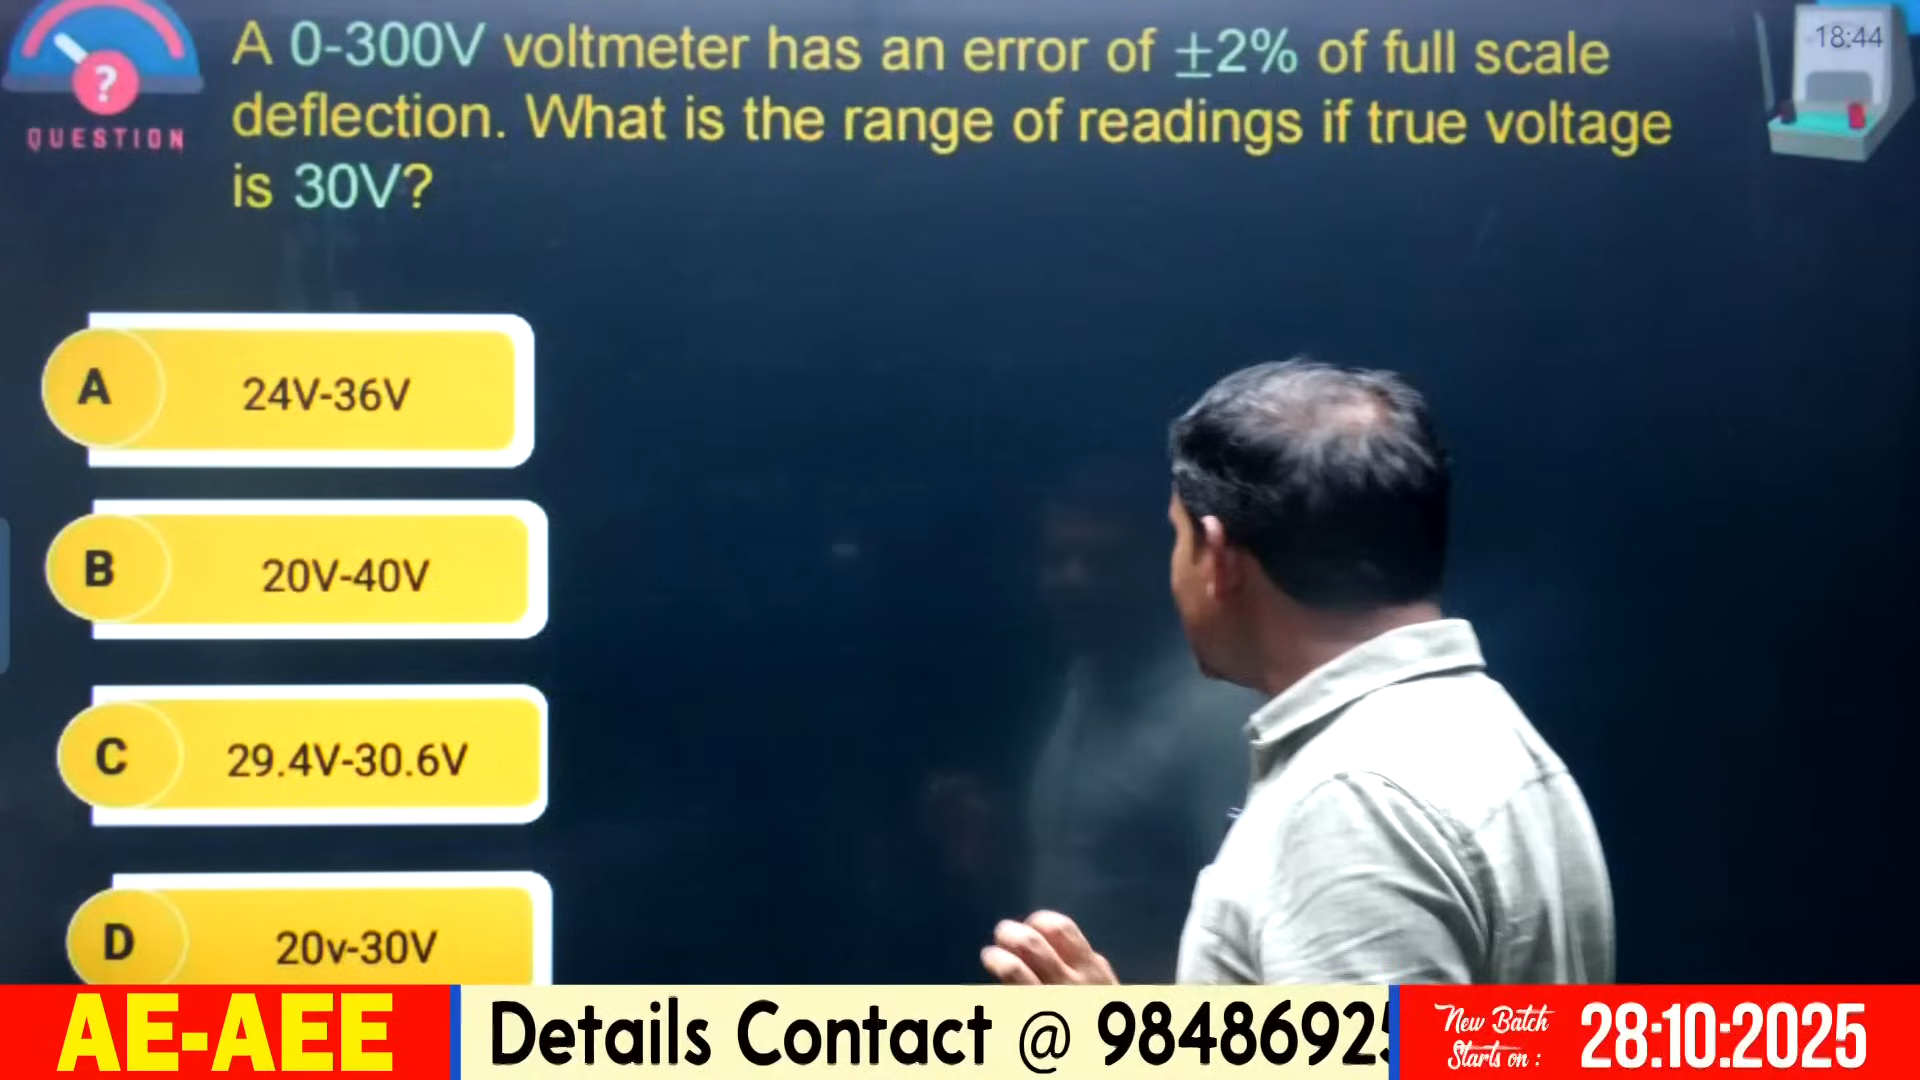 A 0-300V voltmeter has an error of ±2% of full scale
deflection. What is the range of readings if true voltage
is 30V?
?
QUESTION
18:44
A 24V-36V
B 20V-40V
C 29.4V-30.6V
D 20v-30V
AE-AEE
Details Contact @ 98486925
New Batch
Starts on :
28:10:2025